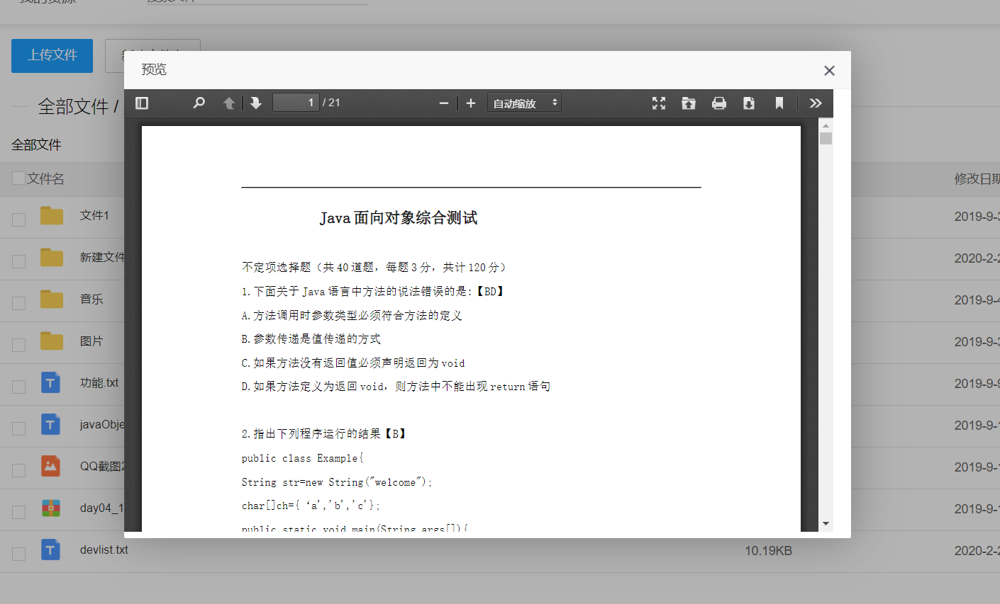 上传文件
全部文件 /
全部文件
文件名
修改日期
文件1
2019-9-3
新建文件
2020-2-2
音乐
2019-9-4
图片
2019-9-3
功能.txt
2019-9-9
javaObje
2019-9-1
QQ截图2
2019-9-1
day04_1
2019-9-1
devlist.txt
10.19KB
2020-2-2
预览
1 / 21
自动缩放
Java 面向对象综合测试
不定项选择题（共 40 道题，每题 3 分，共计 120 分）
1.下面关于 Java 语言中方法的说法错误的是:【BD】
A.方法调用时参数类型必须符合方法的定义
B.参数传递是值传递的方式
C.如果方法没有返回值必须声明返回为 void
D.如果方法定义为返回 void，则方法中不能出现 return 语句
2.指出下列程序运行的结果【B】
public class Example{
String str=new String("welcome");
char[]ch={‘a','b','c'};
public static void main(String args[]){